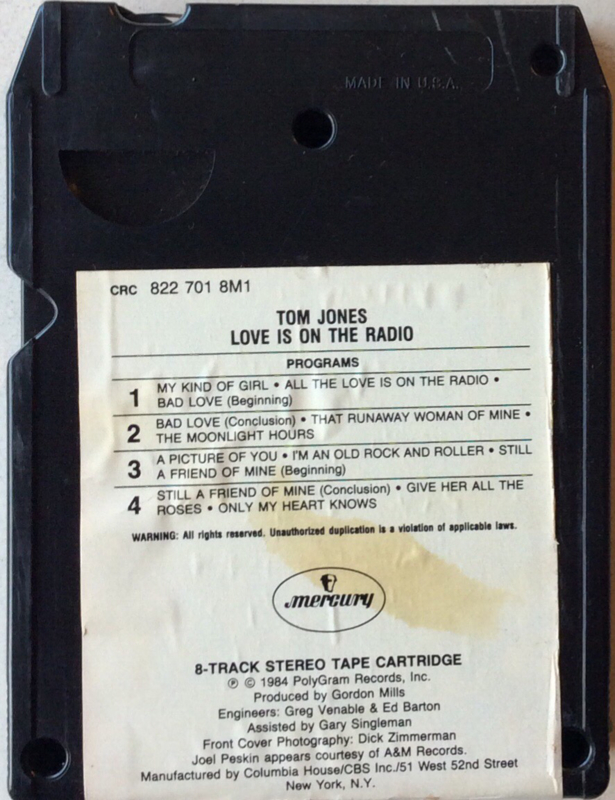 MADE IN U.S.A.
CRC 822 701 8M1
TOM JONES
LOVE IS ON THE RADIO
PROGRAMS
1 MY KIND OF GIRL • ALL THE LOVE IS ON THE RADIO •
BAD LOVE (Beginning)
2 BAD LOVE (Conclusion) • THAT RUNAWAY WOMAN OF MINE •
THE MOONLIGHT HOURS
3 A PICTURE OF YOU • I'M AN OLD ROCK AND ROLLER • STILL
A FRIEND OF MINE (Beginning)
4 STILL A FRIEND OF MINE (Conclusion) • GIVE HER ALL THE
ROSES • ONLY MY HEART KNOWS
WARNING: All rights reserved. Unauthorized duplication is a violation of applicable laws.
mercury
8-TRACK STEREO TAPE CARTRIDGE
℗ © 1984 PolyGram Records, Inc.
Produced by Gordon Mills
Engineers: Greg Venable & Ed Barton
Assisted by Gary Singleman
Front Cover Photography: Dick Zimmerman
Joel Peskin appears courtesy of A&M Records.
Manufactured by Columbia House/CBS Inc./51 West 52nd Street
New York, N.Y.